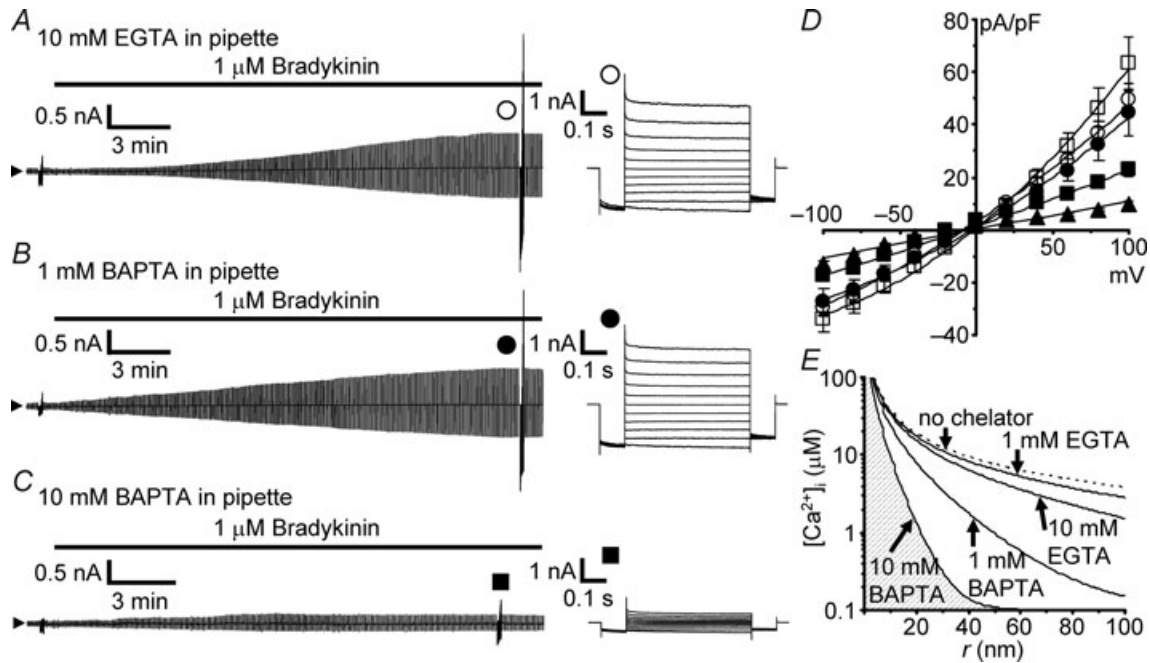 A
10 mM EGTA in pipette
1 μM Bradykinin
0.5 nA
3 min
1 nA
0.1 s
B
1 mM BAPTA in pipette
1 μM Bradykinin
0.5 nA
3 min
1 nA
0.1 s
C
10 mM BAPTA in pipette
1 μM Bradykinin
0.5 nA
3 min
1 nA
0.1 s
D
pA/pF
80
60
40
20
−20
−40
−100
−50
50
100
mV
E
[Ca2+]i (μM)
100
10
1
0.1
no chelator
1 mM EGTA
10 mM
EGTA
1 mM
BAPTA
10 mM
BAPTA
20 40 60 80 100
r (nm)